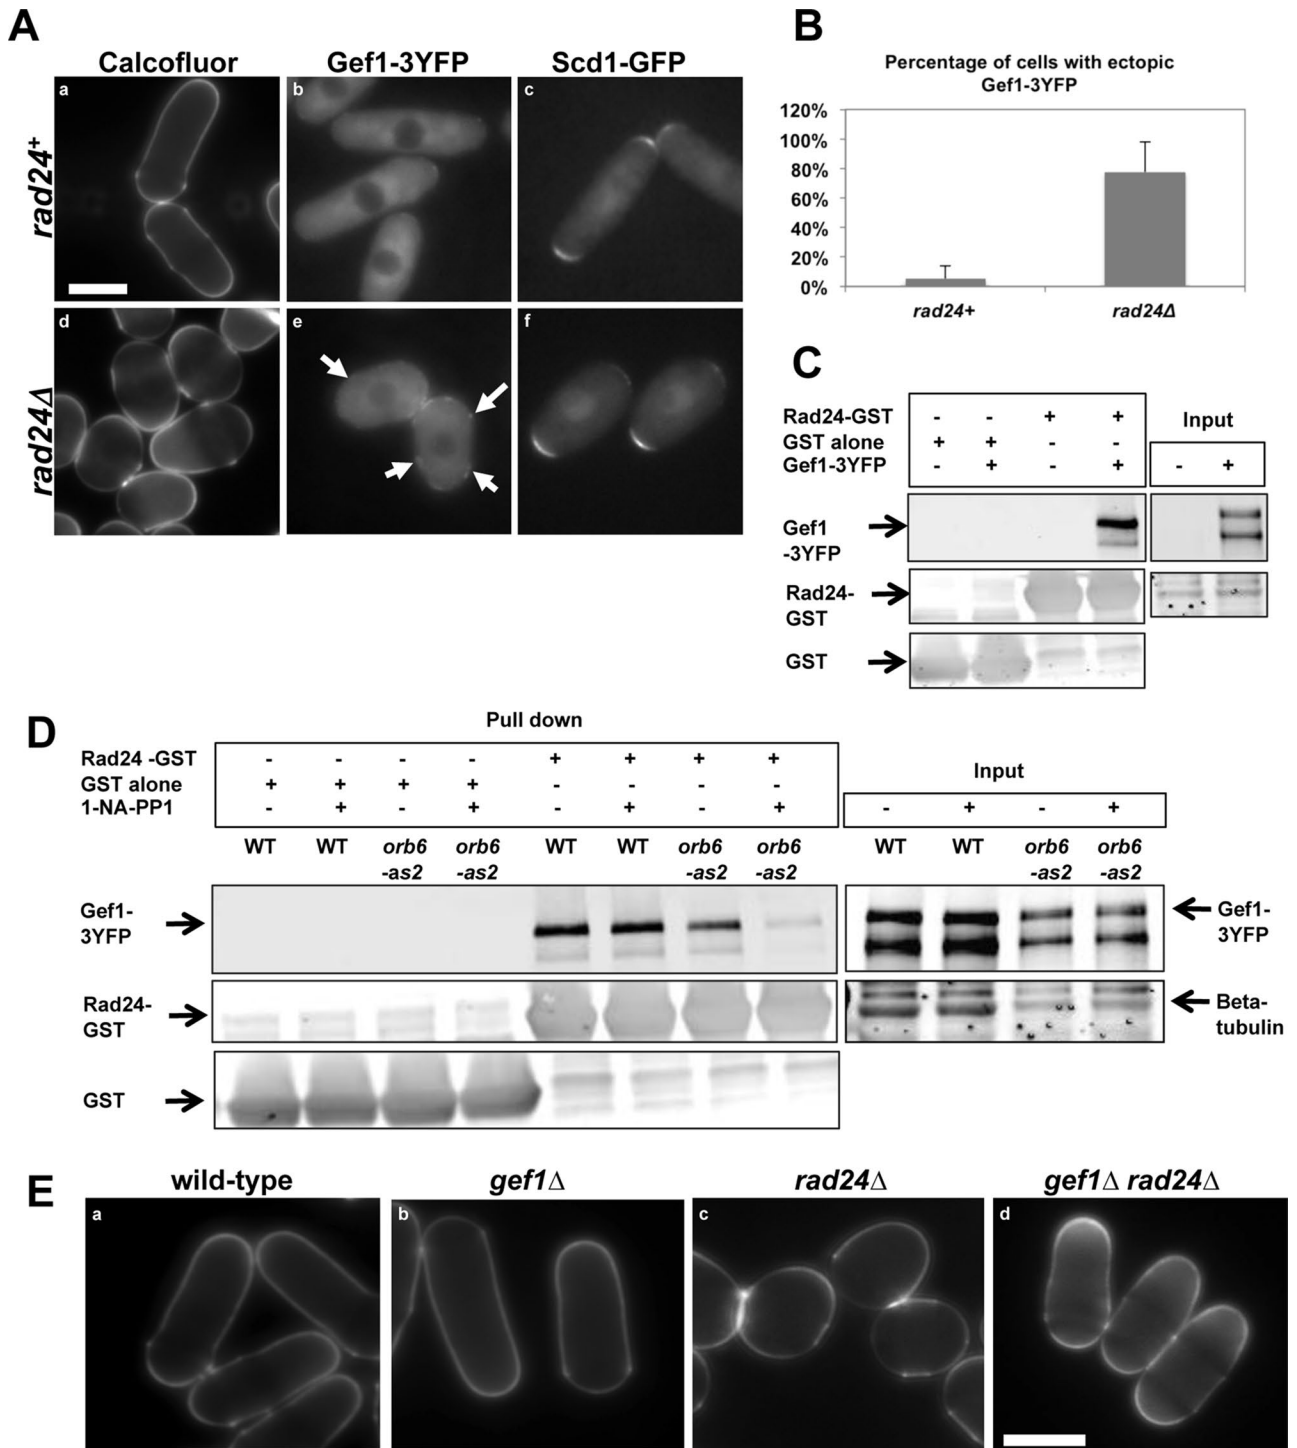 A
Calcofluor Gef1-3YFP Scd1-GFP
rad24+
a b c
rad24Δ
d e f
B
Percentage of cells with ectopic
Gef1-3YFP
120%
100%
80%
60%
40%
20%
0%
rad24+ rad24Δ
C
Rad24-GST - - + +
GST alone + + - -
Gef1-3YFP - + - +
Input
- +
Gef1
-3YFP
Rad24-
GST
GST
D
Pull down
Rad24 -GST - - - - + + + +
GST alone + + + + - - - -
1-NA-PP1 - + - + - + - +
Input
- + - +
WT WT orb6 orb6 WT WT orb6 orb6 WT WT orb6 orb6
-as2 -as2 -as2 -as2 -as2 -as2
Gef1-
3YFP
Gef1-
3YFP
Rad24-
GST
Beta-
tubulin
GST
E
wild-type gef1Δ rad24Δ gef1Δ rad24Δ
a b c d